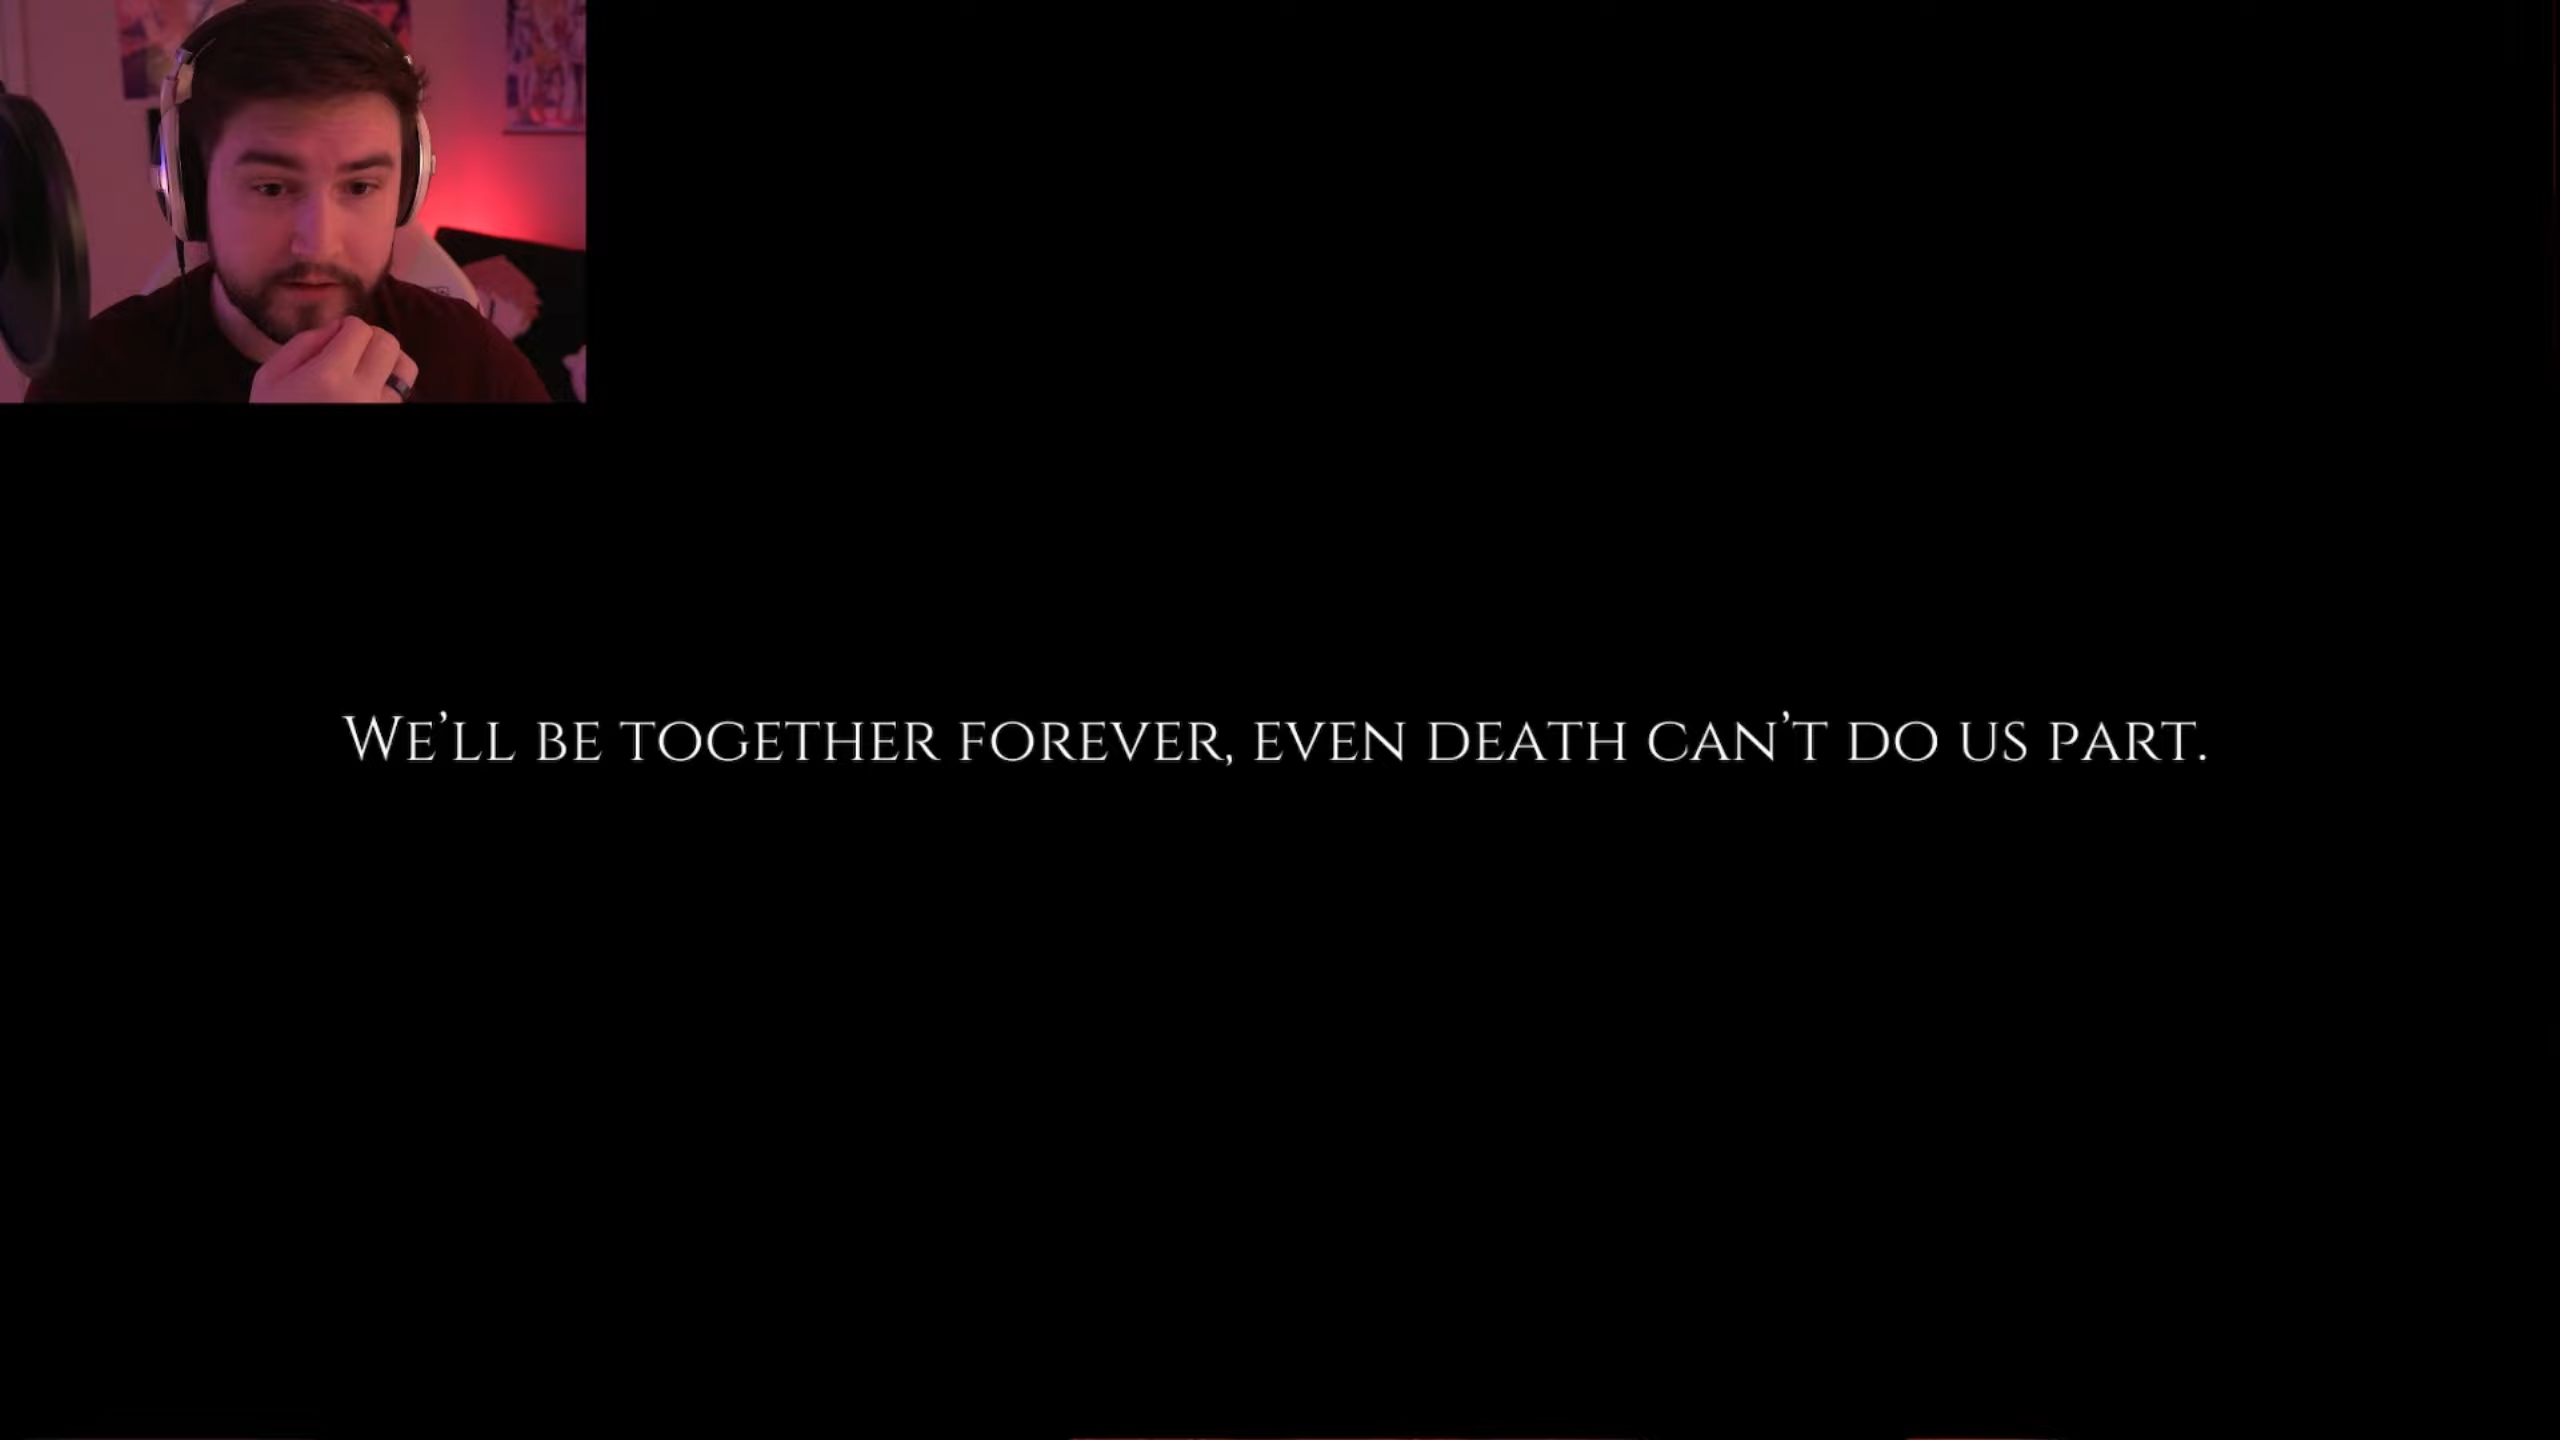 We’ll be together forever, even death can’t do us part.